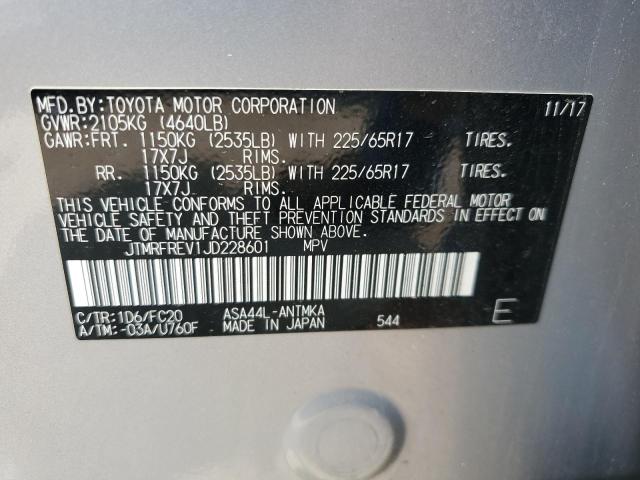 MFD.BY:TOYOTA MOTOR CORPORATION 11/17
GVWR:2105KG (4640LB)
GAWR:FRT. 1150KG (2535LB) WITH 225/65R17 TIRES.
17X7J RIMS.
RR. 1150KG (2535LB) WITH 225/65R17 TIRES.
17X7J RIMS.
THIS VEHICLE CONFORMS TO ALL APPLICABLE FEDERAL MOTOR
VEHICLE SAFETY AND THEFT PREVENTION STANDARDS IN EFFECT ON
THE DATE OF MANUFACTURE SHOWN ABOVE.
JTMRFREV1JD228601 MPV
C/TR:1D6/FC20 ASA44L-ANTMKA
A/TM:-03A/U760F MADE IN JAPAN 544 E